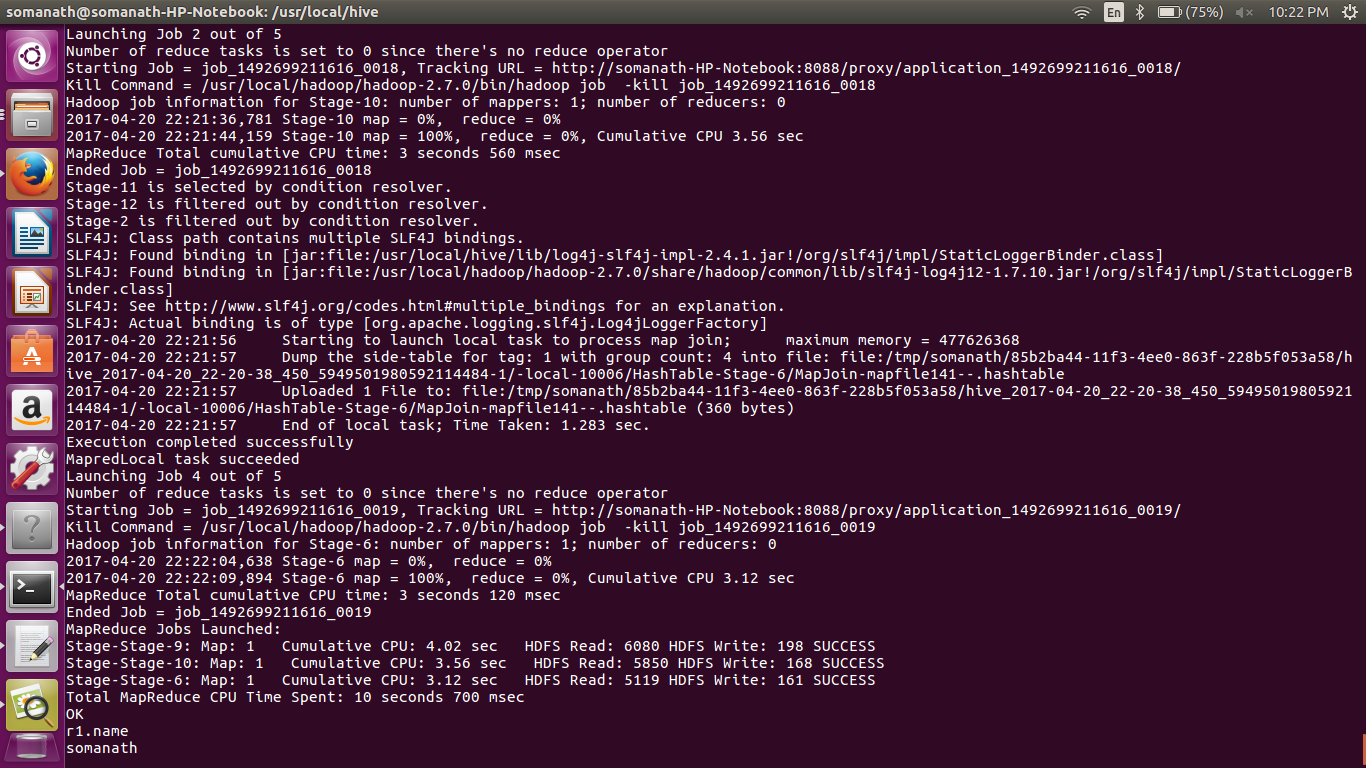 somanath@somanath-HP-Notebook: /usr/local/hive
En
(75%)
10:22 PM
Launching Job 2 out of 5
Number of reduce tasks is set to 0 since there's no reduce operator
Starting Job = job_1492699211616_0018, Tracking URL = http://somanath-HP-Notebook:8088/proxy/application_1492699211616_0018/
Kill Command = /usr/local/hadoop/hadoop-2.7.0/bin/hadoop job  -kill job_1492699211616_0018
Hadoop job information for Stage-10: number of mappers: 1; number of reducers: 0
2017-04-20 22:21:36,781 Stage-10 map = 0%,  reduce = 0%
2017-04-20 22:21:44,159 Stage-10 map = 100%,  reduce = 0%, Cumulative CPU 3.56 sec
MapReduce Total cumulative CPU time: 3 seconds 560 msec
Ended Job = job_1492699211616_0018
Stage-11 is selected by condition resolver.
Stage-12 is filtered out by condition resolver.
Stage-2 is filtered out by condition resolver.
SLF4J: Class path contains multiple SLF4J bindings.
SLF4J: Found binding in [jar:file:/usr/local/hive/lib/log4j-slf4j-impl-2.4.1.jar!/org/slf4j/impl/StaticLoggerBinder.class]
SLF4J: Found binding in [jar:file:/usr/local/hadoop/hadoop-2.7.0/share/hadoop/common/lib/slf4j-log4j12-1.7.10.jar!/org/slf4j/impl/StaticLoggerB
inder.class]
SLF4J: See http://www.slf4j.org/codes.html#multiple_bindings for an explanation.
SLF4J: Actual binding is of type [org.apache.logging.slf4j.Log4jLoggerFactory]
2017-04-20 22:21:56     Starting to launch local task to process map join;      maximum memory = 477626368
2017-04-20 22:21:57     Dump the side-table for tag: 1 with group count: 4 into file: file:/tmp/somanath/85b2ba44-11f3-4ee0-863f-228b5f053a58/h
ive_2017-04-20_22-20-38_450_5949501980592114484-1/-local-10006/HashTable-Stage-6/MapJoin-mapfile141--.hashtable
2017-04-20 22:21:57     Uploaded 1 File to: file:/tmp/somanath/85b2ba44-11f3-4ee0-863f-228b5f053a58/hive_2017-04-20_22-20-38_450_59495019805921
14484-1/-local-10006/HashTable-Stage-6/MapJoin-mapfile141--.hashtable (360 bytes)
2017-04-20 22:21:57     End of local task; Time Taken: 1.283 sec.
Execution completed successfully
MapredLocal task succeeded
Launching Job 4 out of 5
Number of reduce tasks is set to 0 since there's no reduce operator
Starting Job = job_1492699211616_0019, Tracking URL = http://somanath-HP-Notebook:8088/proxy/application_1492699211616_0019/
Kill Command = /usr/local/hadoop/hadoop-2.7.0/bin/hadoop job  -kill job_1492699211616_0019
Hadoop job information for Stage-6: number of mappers: 1; number of reducers: 0
2017-04-20 22:22:04,638 Stage-6 map = 0%,  reduce = 0%
2017-04-20 22:22:09,894 Stage-6 map = 100%,  reduce = 0%, Cumulative CPU 3.12 sec
MapReduce Total cumulative CPU time: 3 seconds 120 msec
Ended Job = job_1492699211616_0019
MapReduce Jobs Launched:
Stage-Stage-9: Map: 1   Cumulative CPU: 4.02 sec   HDFS Read: 6080 HDFS Write: 198 SUCCESS
Stage-Stage-10: Map: 1   Cumulative CPU: 3.56 sec   HDFS Read: 5850 HDFS Write: 168 SUCCESS
Stage-Stage-6: Map: 1   Cumulative CPU: 3.12 sec   HDFS Read: 5119 HDFS Write: 161 SUCCESS
Total MapReduce CPU Time Spent: 10 seconds 700 msec
OK
r1.name
somanath